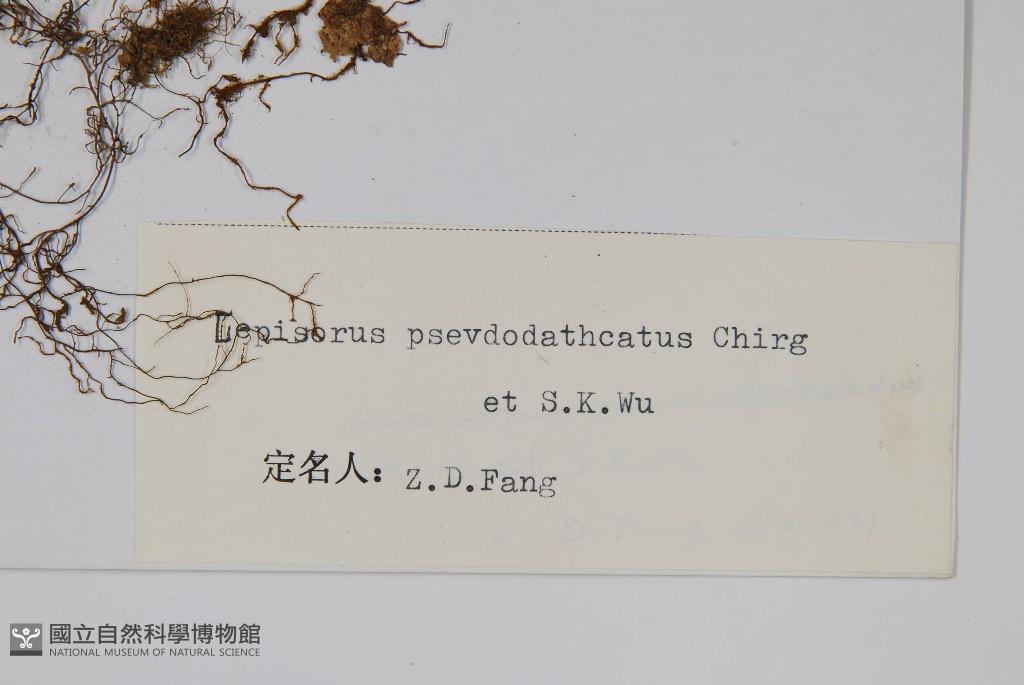 Lepisorus psevdodathcatus Chirg
et S.K.Wu
定名人: Z.D.Fang
國立自然科學博物館
NATIONAL MUSEUM OF NATURAL SCIENCE